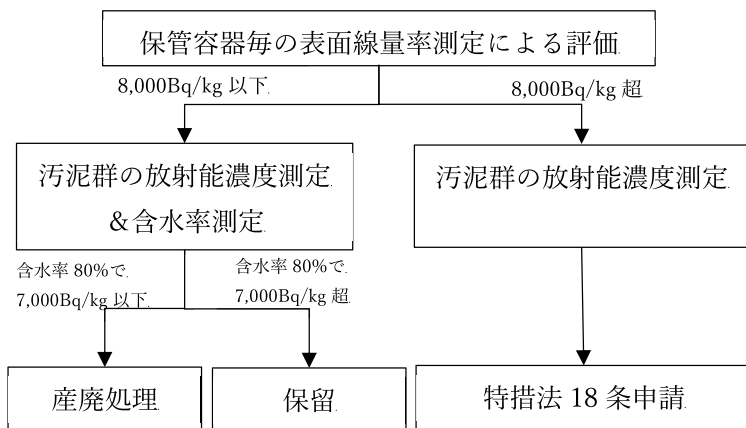 保管容器毎の表面線量率測定による評価
8,000Bq/kg 以下
8,000Bq/kg 超
汚泥群の放射能濃度測定
&含水率測定
汚泥群の放射能濃度測定
含水率 80%で
7,000Bq/kg 以下
含水率 80%で
7,000Bq/kg 超
産廃処理
保留
特措法 18 条申請